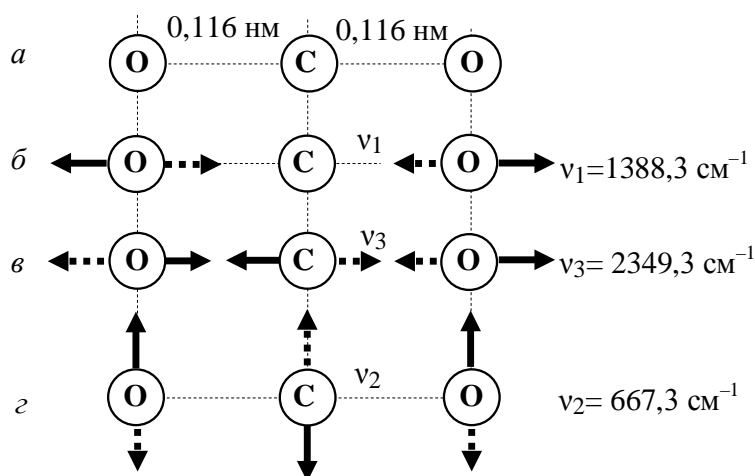 0,116 нм 0,116 нм
а O C O
б O ν1 C O ν1=1388,3 см–1
в O C ν3 O ν3= 2349,3 см–1
г O C ν2 O ν2= 667,3 см–1